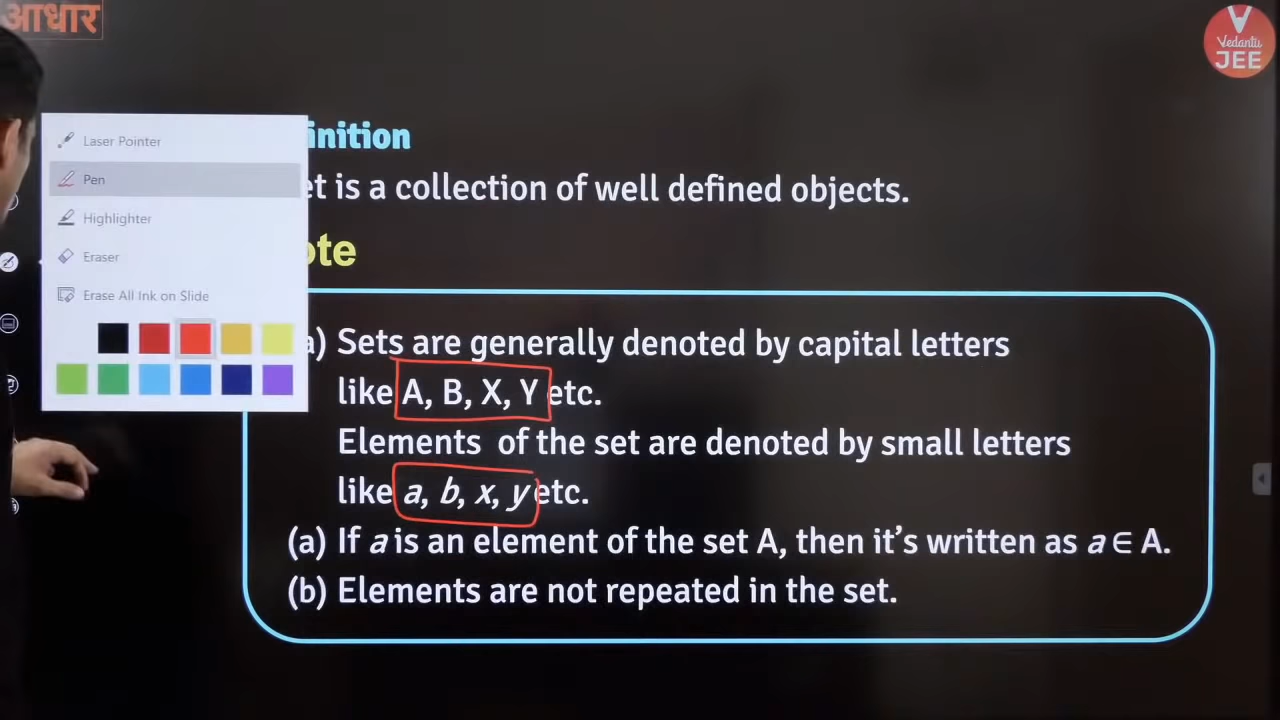 आधार
Vedantu
JEE
Laser Pointer
Pen
Highlighter
Eraser
Erase All Ink on Slide
inition
et is a collection of well defined objects.
ote
a) Sets are generally denoted by capital letters
like A, B, X, Y etc.
Elements of the set are denoted by small letters
like a, b, x, y etc.
(a) If a is an element of the set A, then it’s written as a ∈ A.
(b) Elements are not repeated in the set.